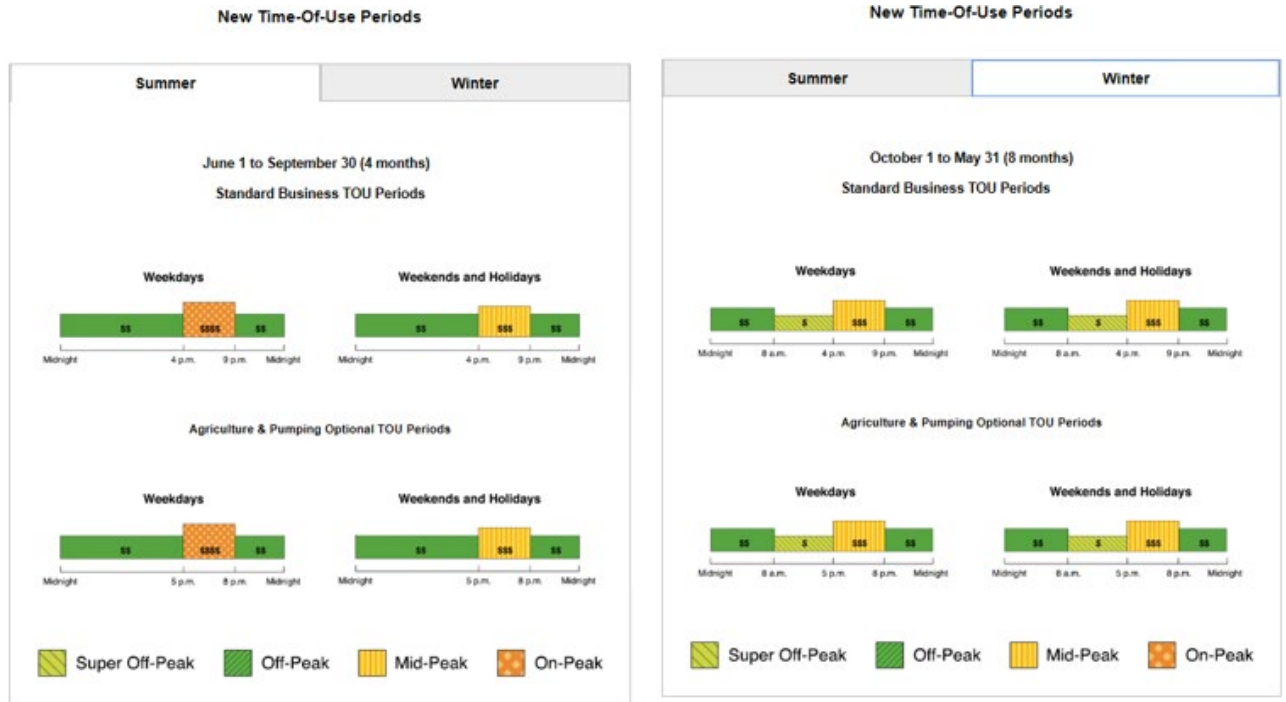 New Time-Of-Use Periods
Summer Winter
June 1 to September 30 (4 months)
Standard Business TOU Periods
Weekdays Weekends and Holidays
$$ $$$$ $$ $$ $$$ $$
Midnight 4 p.m. 9 p.m. Midnight Midnight 4 p.m. 9 p.m. Midnight
Agriculture & Pumping Optional TOU Periods
Weekdays Weekends and Holidays
$$ $$$$ $$ $$ $$$ $$
Midnight 5 p.m. 8 p.m. Midnight Midnight 5 p.m. 8 p.m. Midnight
Super Off-Peak Off-Peak Mid-Peak On-Peak
New Time-Of-Use Periods
Summer Winter
October 1 to May 31 (8 months)
Standard Business TOU Periods
Weekdays Weekends and Holidays
$$ $ $$$ $$ $$ $ $$$ $$
Midnight 8 a.m. 4 p.m. 9 p.m. Midnight Midnight 8 a.m. 4 p.m. 9 p.m. Midnight
Agriculture & Pumping Optional TOU Periods
Weekdays Weekends and Holidays
$$ $ $$$ $$ $$ $ $$$ $$
Midnight 8 a.m. 5 p.m. 8 p.m. Midnight Midnight 8 a.m. 5 p.m. 8 p.m. Midnight
Super Off-Peak Off-Peak Mid-Peak On-Peak